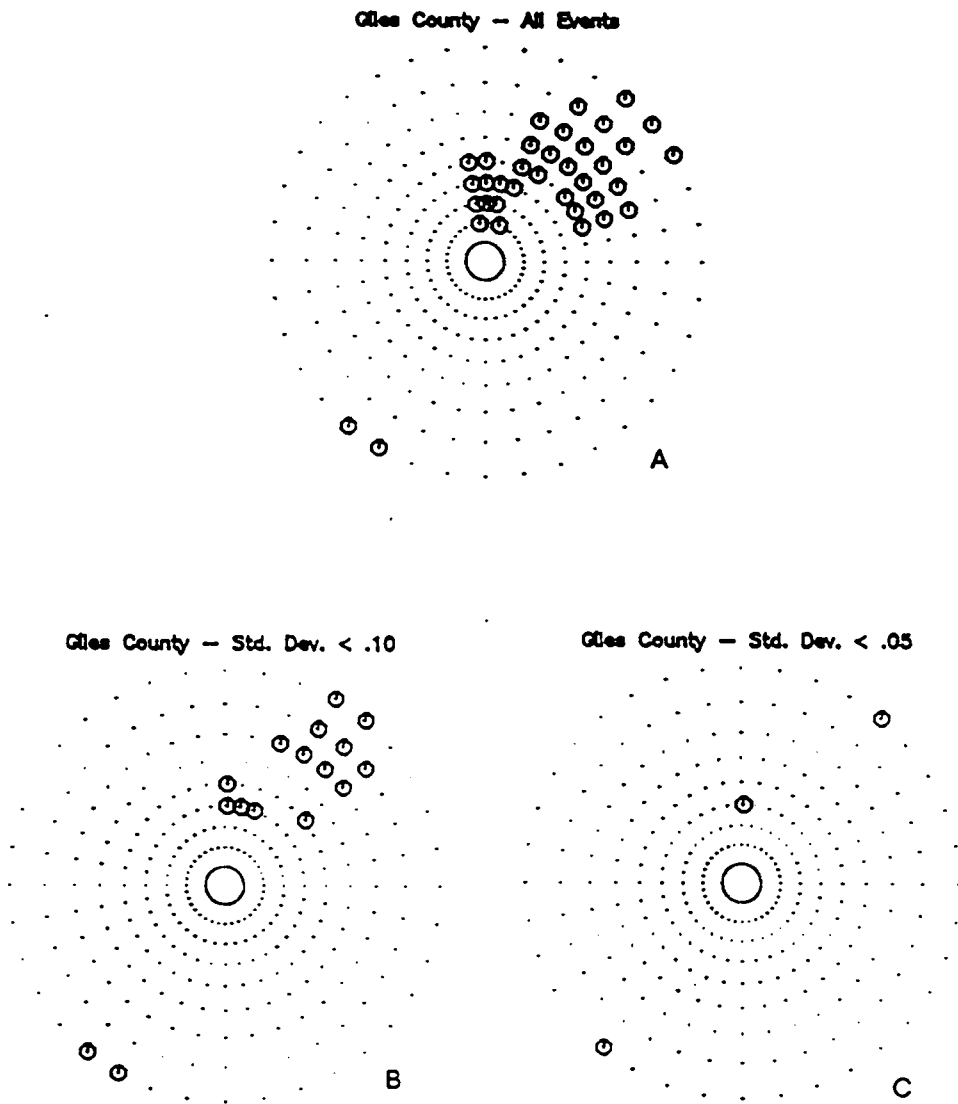 Giles County — All Events
A
Giles County — Std. Dev. < .10
Giles County — Std. Dev. < .05
B
C